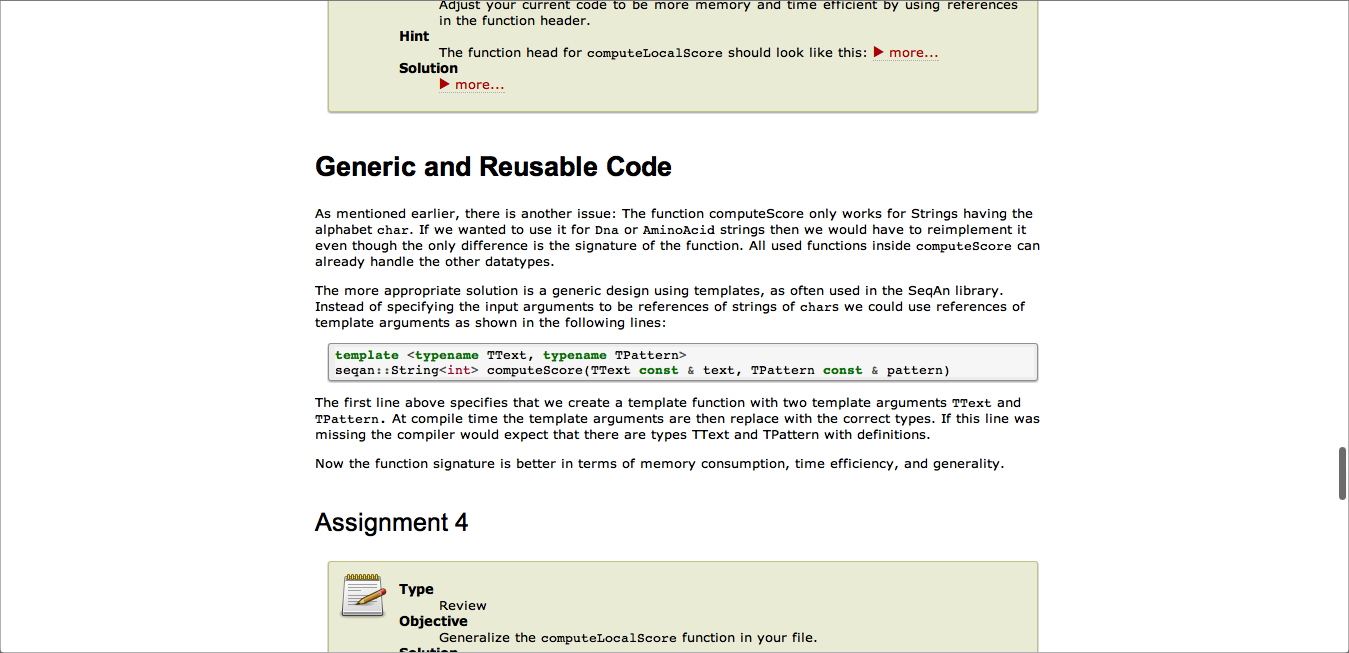 Adjust your current code to be more memory and time efficient by using references
in the function header.
Hint
The function head for computeLocalScore should look like this: ▶ more...
Solution
▶ more...
Generic and Reusable Code
As mentioned earlier, there is another issue: The function computeScore only works for Strings having the
alphabet char. If we wanted to use it for Dna or AminoAcid strings then we would have to reimplement it
even though the only difference is the signature of the function. All used functions inside computeScore can
already handle the other datatypes.
The more appropriate solution is a generic design using templates, as often used in the SeqAn library.
Instead of specifying the input arguments to be references of strings of chars we could use references of
template arguments as shown in the following lines:
template <typename TText, typename TPattern>
seqan::String<int> computeScore(TText const & text, TPattern const & pattern)
The first line above specifies that we create a template function with two template arguments TText and
TPattern. At compile time the template arguments are then replace with the correct types. If this line was
missing the compiler would expect that there are types TText and TPattern with definitions.
Now the function signature is better in terms of memory consumption, time efficiency, and generality.
Assignment 4
Type
Review
Objective
Generalize the computeLocalScore function in your file.
Solution